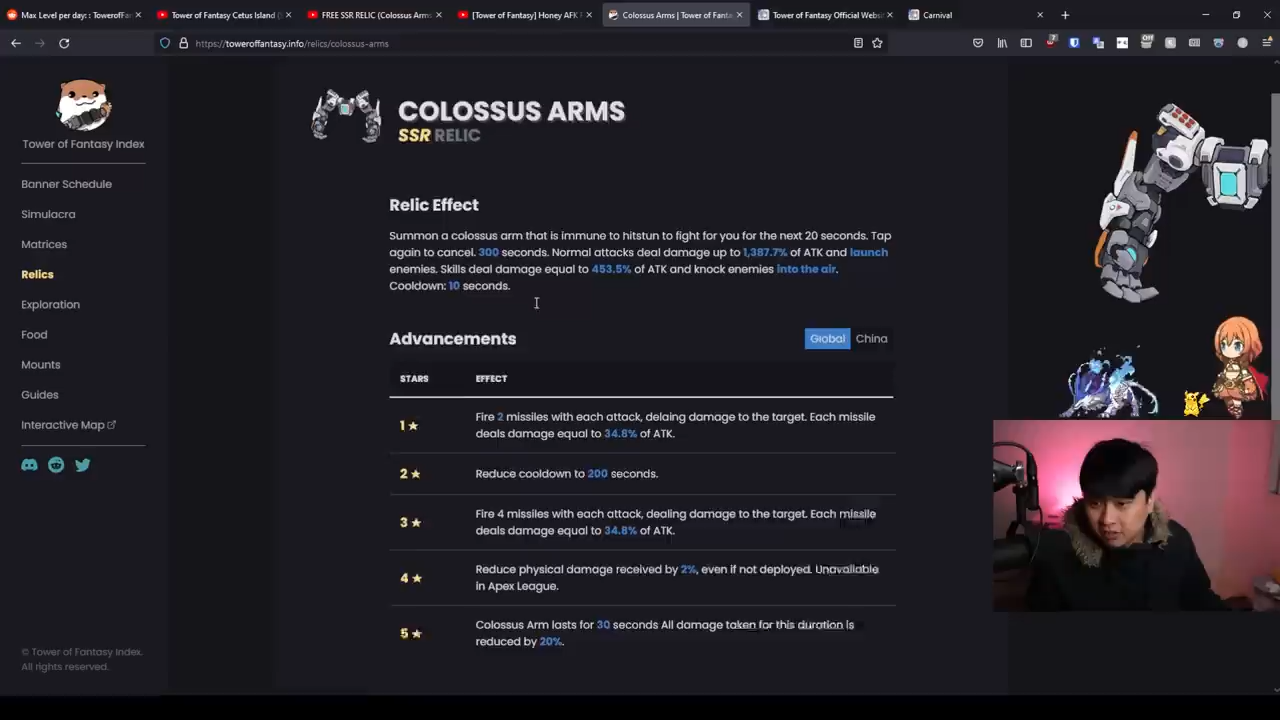 Max Level per day: : TowerofFan
Tower of Fantasy Cetus Island (
FREE SSR RELIC (Colossus Arms
[Tower of Fantasy] Honey AFK F
Colossus Arms | Tower of Fanta
Tower of Fantasy Official Websi
Carnival
https://toweroffantasy.info/relics/colossus-arms
Tower of Fantasy Index
Banner Schedule
Simulacra
Matrices
Relics
Exploration
Food
Mounts
Guides
Interactive Map
© Tower of Fantasy Index.
All rights reserved.
COLOSSUS ARMS
SSR RELIC
Relic Effect
Summon a colossus arm that is immune to hitstun to fight for you for the next 20 seconds. Tap
again to cancel. 300 seconds. Normal attacks deal damage up to 1,387.7% of ATK and launch
enemies. Skills deal damage equal to 453.5% of ATK and knock enemies into the air.
Cooldown: 10 seconds.
Advancements
Global China
STARS EFFECT
1★ Fire 2 missiles with each attack, delaing damage to the target. Each missile
deals damage equal to 34.8% of ATK.
2★ Reduce cooldown to 200 seconds.
3★ Fire 4 missiles with each attack, dealing damage to the target. Each missile
deals damage equal to 34.8% of ATK.
4★ Reduce physical damage received by 2%, even if not deployed. Unavailable
in Apex League.
5★ Colossus Arm lasts for 30 seconds All damage taken for this duration is
reduced by 20%.